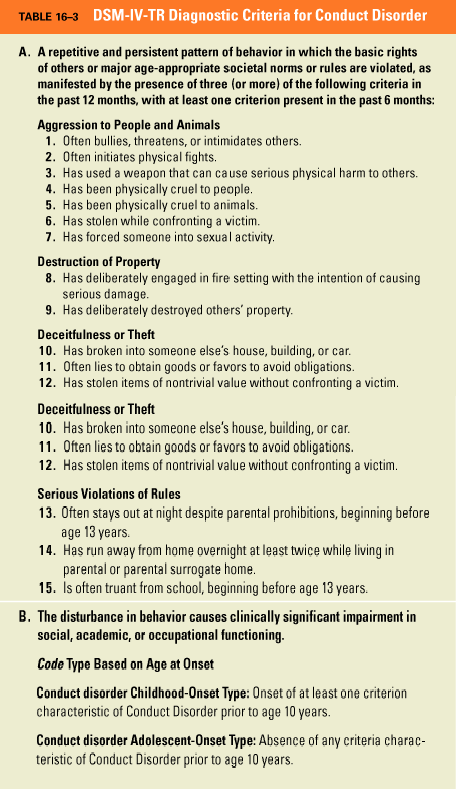 TABLE 16–3 DSM-IV-TR Diagnostic Criteria for Conduct Disorder
A. A repetitive and persistent pattern of behavior in which the basic rights
of others or major age-appropriate societal norms or rules are violated, as
manifested by the presence of three (or more) of the following criteria in
the past 12 months, with at least one criterion present in the past 6 months:
Aggression to People and Animals
1. Often bullies, threatens, or intimidates others.
2. Often initiates physical fights.
3. Has used a weapon that can cause serious physical harm to others.
4. Has been physically cruel to people.
5. Has been physically cruel to animals.
6. Has stolen while confronting a victim.
7. Has forced someone into sexual activity.
Destruction of Property
8. Has deliberately engaged in fire setting with the intention of causing
serious damage.
9. Has deliberately destroyed others’ property.
Deceitfulness or Theft
10. Has broken into someone else’s house, building, or car.
11. Often lies to obtain goods or favors to avoid obligations.
12. Has stolen items of nontrivial value without confronting a victim.
Deceitfulness or Theft
10. Has broken into someone else’s house, building, or car.
11. Often lies to obtain goods or favors to avoid obligations.
12. Has stolen items of nontrivial value without confronting a victim.
Serious Violations of Rules
13. Often stays out at night despite parental prohibitions, beginning before
age 13 years.
14. Has run away from home overnight at least twice while living in
parental or parental surrogate home.
15. Is often truant from school, beginning before age 13 years.
B. The disturbance in behavior causes clinically significant impairment in
social, academic, or occupational functioning.
Code Type Based on Age at Onset
Conduct disorder Childhood-Onset Type: Onset of at least one criterion
characteristic of Conduct Disorder prior to age 10 years.
Conduct disorder Adolescent-Onset Type: Absence of any criteria charac-
teristic of Conduct Disorder prior to age 10 years.